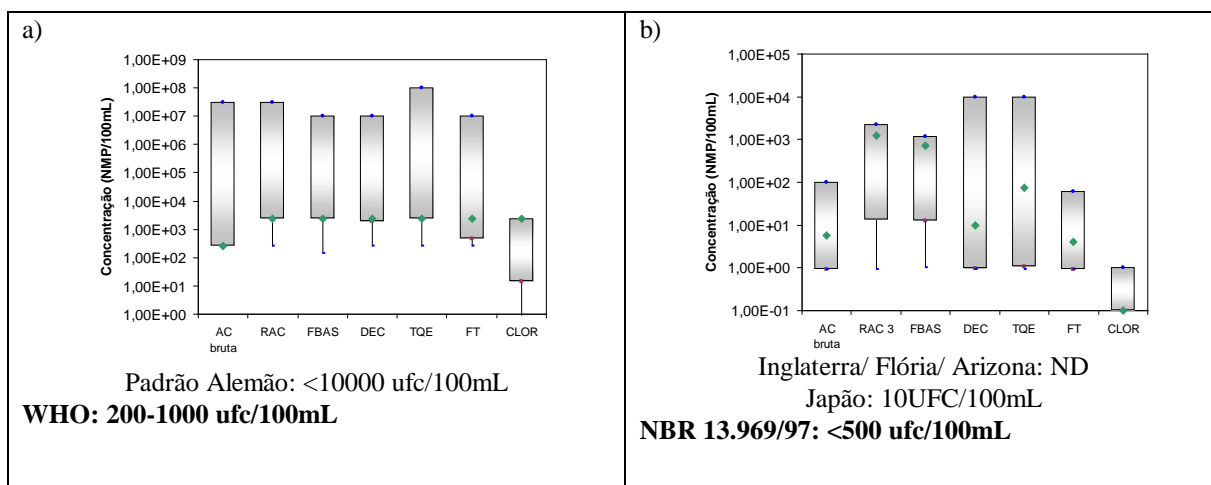 a)
1,00E+09
1,00E+08
1,00E+07
1,00E+06
1,00E+05
1,00E+04
1,00E+03
1,00E+02
1,00E+01
1,00E+00
Concentração (NMP/100mL)
AC bruta
RAC
FBAS
DEC
TQE
FT
CLOR
Padrão Alemão: <10000 ufc/100mL
WHO: 200-1000 ufc/100mL
b)
1,00E+05
1,00E+04
1,00E+03
1,00E+02
1,00E+01
1,00E+00
1,00E-01
Concentração (NMP/100mL)
AC bruta
RAC 3
FBAS
DEC
TQE
FT
CLOR
Inglaterra/ Flória/ Arizona: ND
Japão: 10UFC/100mL
NBR 13.969/97: <500 ufc/100mL